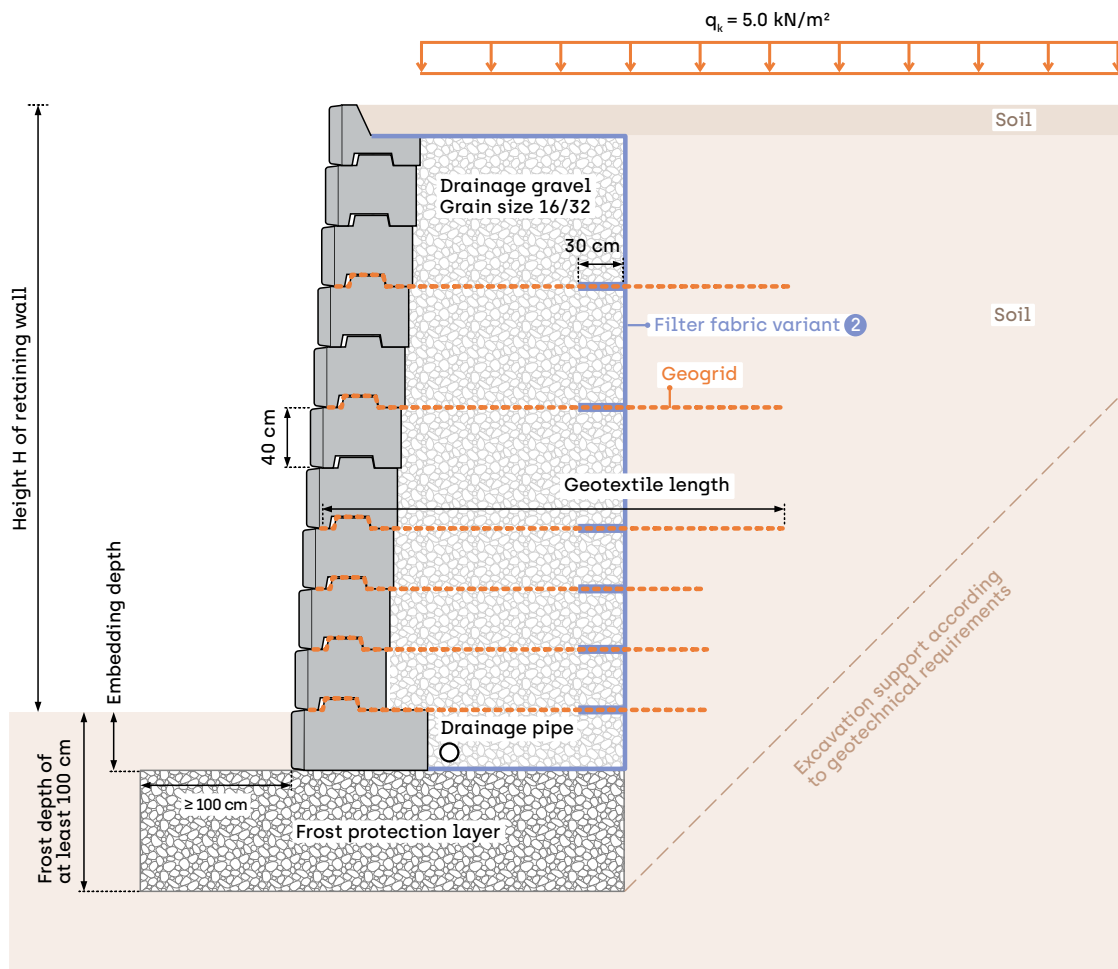 qk = 5.0 kN/m²
Soil
Drainage gravel
Grain size 16/32
30 cm
Soil
Filter fabric variant 2
Geogrid
Height H of retaining wall
40 cm
Geotextile length
Embedding depth
Excavation support according
to geotechnical requirements
Drainage pipe
≥ 100 cm
Frost depth of
at least 100 cm
Frost protection layer